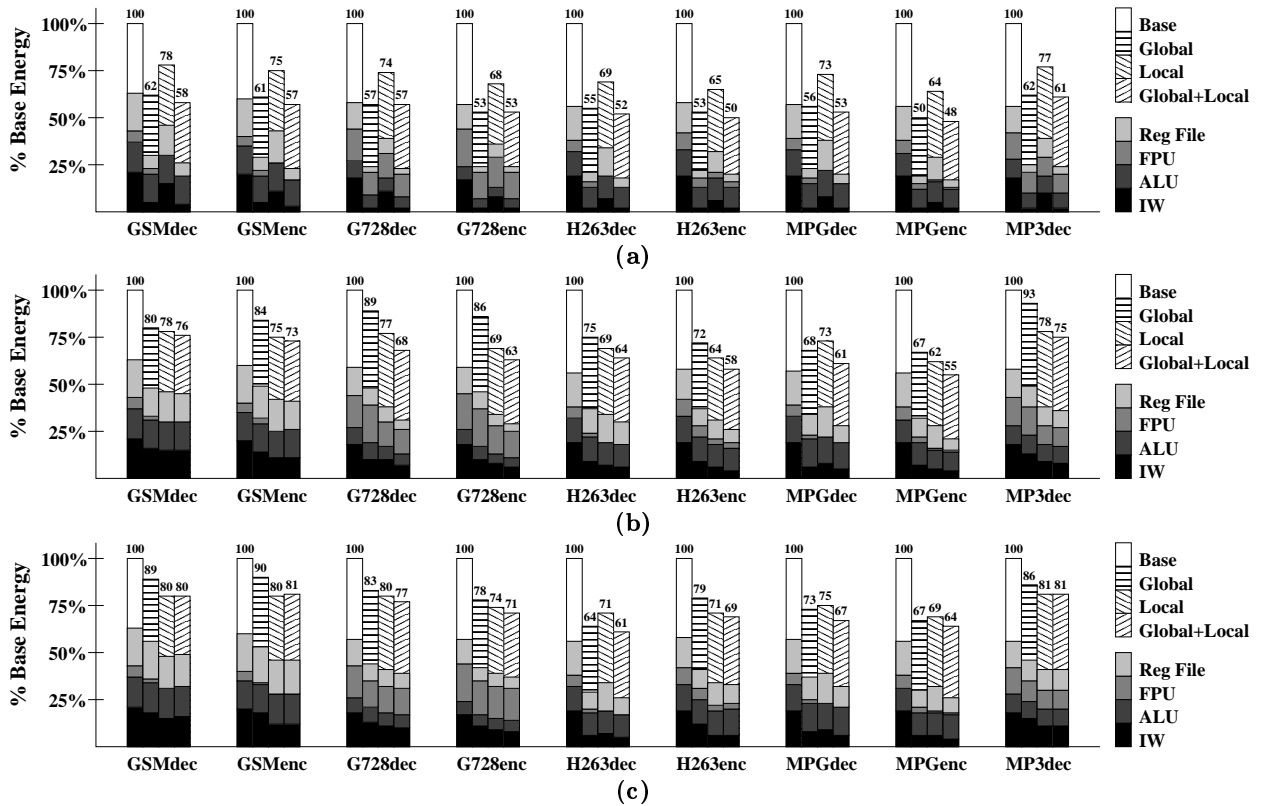 % Base Energy
100%
75%
50%
25%
100 62 78 58
100 61 75 57
100 57 74 57
100 53 68 53
100 55 69 52
100 53 65 50
100 56 73 53
100 50 64 48
100 62 77 61
GSMdec GSMenc G728dec G728enc H263dec H263enc MPGdec MPGenc MP3dec
Base
Global
Local
Global+Local
Reg File
FPU
ALU
IW
(a)
% Base Energy
100%
75%
50%
25%
100 80 78 76
100 84 75 73
100 89 77 68
100 86 69 63
100 75 69 64
100 72 64 58
100 68 73 61
100 67 62 55
100 93 78 75
GSMdec GSMenc G728dec G728enc H263dec H263enc MPGdec MPGenc MP3dec
Base
Global
Local
Global+Local
Reg File
FPU
ALU
IW
(b)
% Base Energy
100%
75%
50%
25%
100 89 80 80
100 90 80 81
100 83 80 77
100 78 74 71
100 64 71 61
100 79 71 69
100 73 75 67
100 67 69 64
100 86 81 81
GSMdec GSMenc G728dec G728enc H263dec H263enc MPGdec MPGenc MP3dec
Base
Global
Local
Global+Local
Reg File
FPU
ALU
IW
(c)